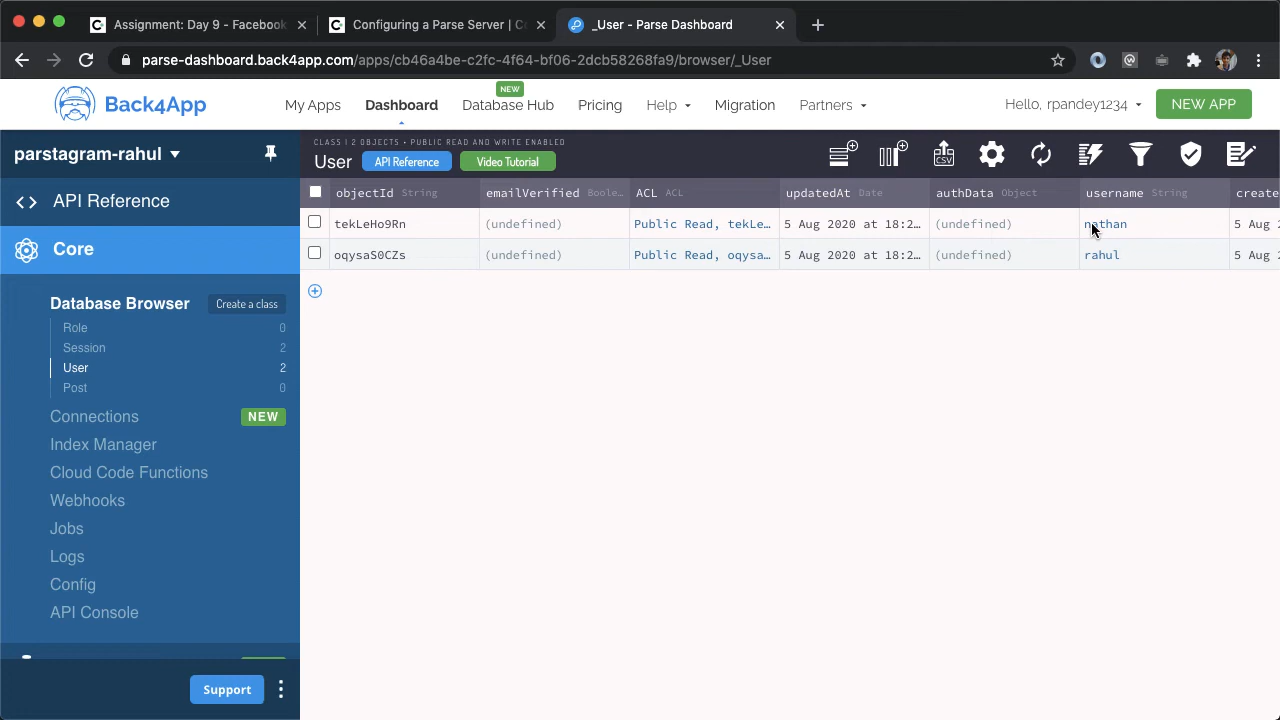 Assignment: Day 9 - Facebook
Configuring a Parse Server | C
_User - Parse Dashboard
parse-dashboard.back4app.com/apps/cb46a4be-c2fc-4f64-bf06-2dcb58268fa9/browser/_User
Back4App
My Apps
Dashboard
NEW
Database Hub
Pricing
Help
Migration
Partners
Hello, rpandey1234
NEW APP
parstagram-rahul
API Reference
Core
Database Browser
Create a class
Role 0
Session 2
User 2
Post 0
Connections NEW
Index Manager
Cloud Code Functions
Webhooks
Jobs
Logs
Config
API Console
Support
CLASS | 2 OBJECTS • PUBLIC READ AND WRITE ENABLED
User API Reference Video Tutorial
CSV
objectId String emailVerified Boole… ACL ACL updatedAt Date authData Object username String create
tekLeHo9Rn (undefined) Public Read, tekLe… 5 Aug 2020 at 18:2… (undefined) nathan 5 Aug 2
oqysaS0CZs (undefined) Public Read, oqysa… 5 Aug 2020 at 18:2… (undefined) rahul 5 Aug 2